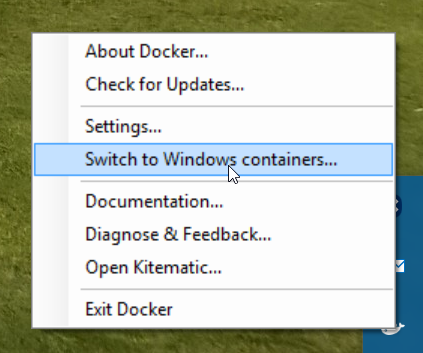 About Docker...
Check for Updates...
Settings...
Switch to Windows containers...
Documentation...
Diagnose & Feedback...
Open Kitematic...
Exit Docker